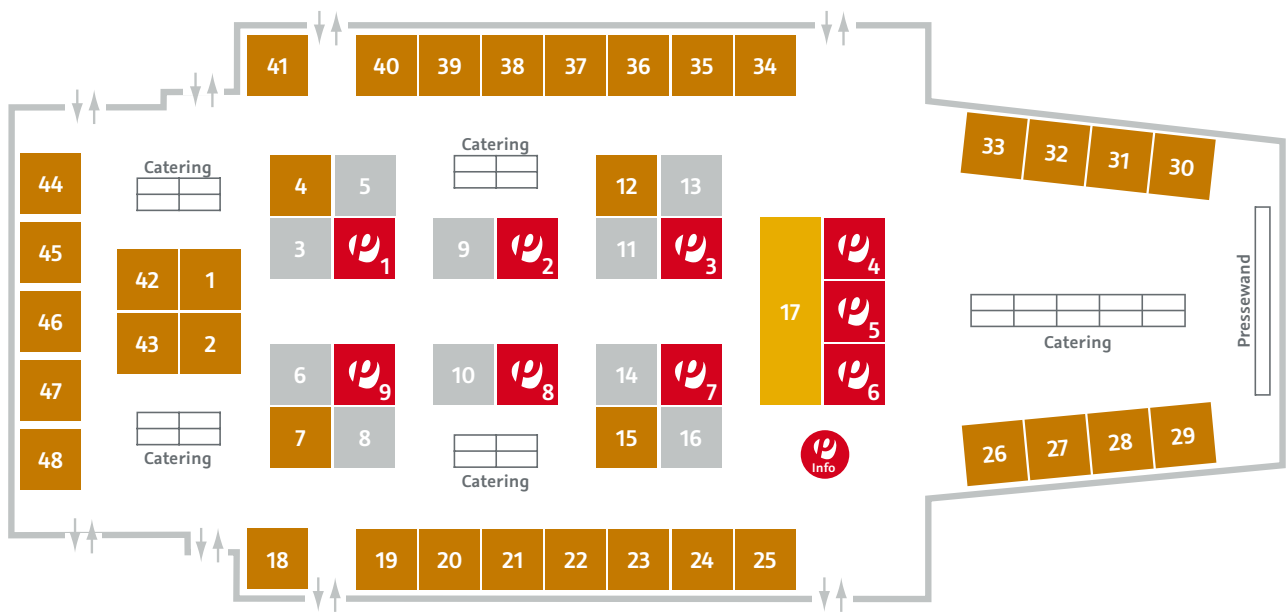 41
40 39 38 37 36 35 34
33 32 31 30
44
45
46
47
48
Catering
Catering
4 5
3 1
9 2
12 13
11 3
42 1
43 2
17
4
5
6
Catering
Pressewand
6 9
7 8
10 8
14 7
15 16
Catering
Catering
Info
26 27 28 29
18
19 20 21 22 23 24 25